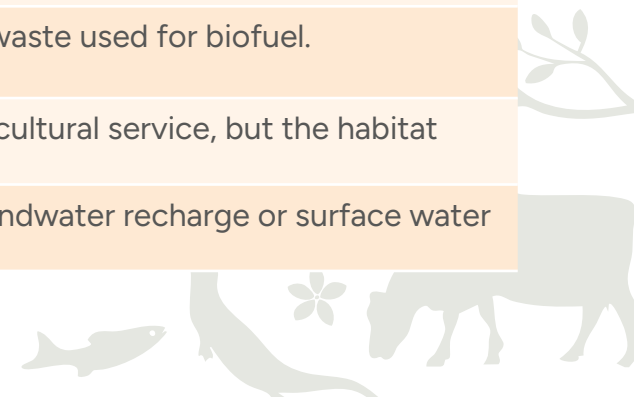 waste used for biofuel.
cultural service, but the habitat
ndwater recharge or surface water